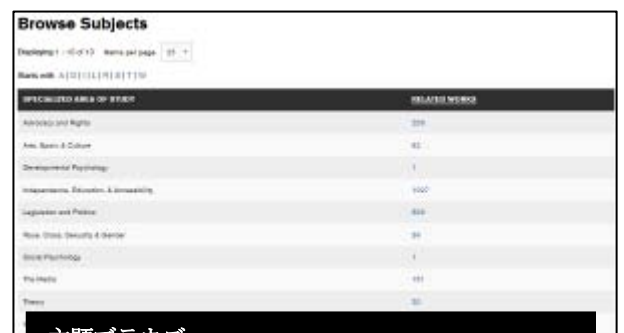 Browse Subjects
Displaying 1 - 10 of 10 Items per page 25
Starts with
SPECIALIZED AREA OF STUDY RELATED WORKS
Advocacy and Rights
Arts, Sport, & Culture
Developmental Psychology 1
Independence, Education, & Accessibility
Legislation and Politics
Race, Class, Sexuality, & Gender
Social Psychology 1
The Media
Theory
主題ブラウズ